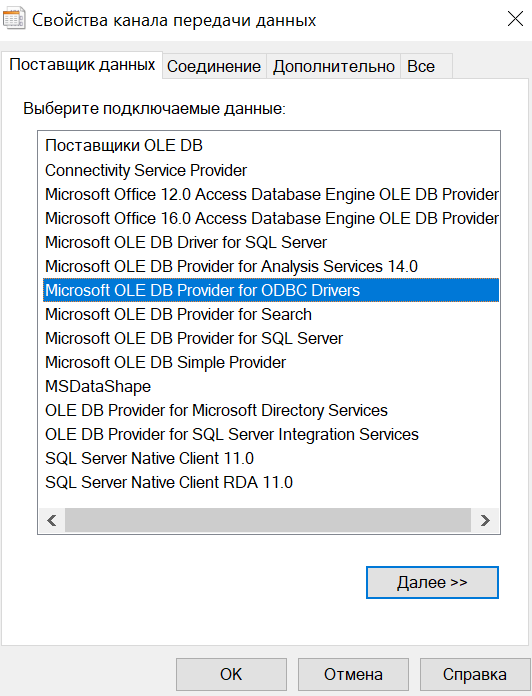 Свойства канала передачи данных
Поставщик данных Соединение Дополнительно Все
Выберите подключаемые данные:
Поставщики OLE DB
Connectivity Service Provider
Microsoft Office 12.0 Access Database Engine OLE DB Provider
Microsoft Office 16.0 Access Database Engine OLE DB Provider
Microsoft OLE DB Driver for SQL Server
Microsoft OLE DB Provider for Analysis Services 14.0
Microsoft OLE DB Provider for ODBC Drivers
Microsoft OLE DB Provider for Search
Microsoft OLE DB Provider for SQL Server
Microsoft OLE DB Simple Provider
MSDataShape
OLE DB Provider for Microsoft Directory Services
OLE DB Provider for SQL Server Integration Services
SQL Server Native Client 11.0
SQL Server Native Client RDA 11.0
Далее >>
OK Отмена Справка